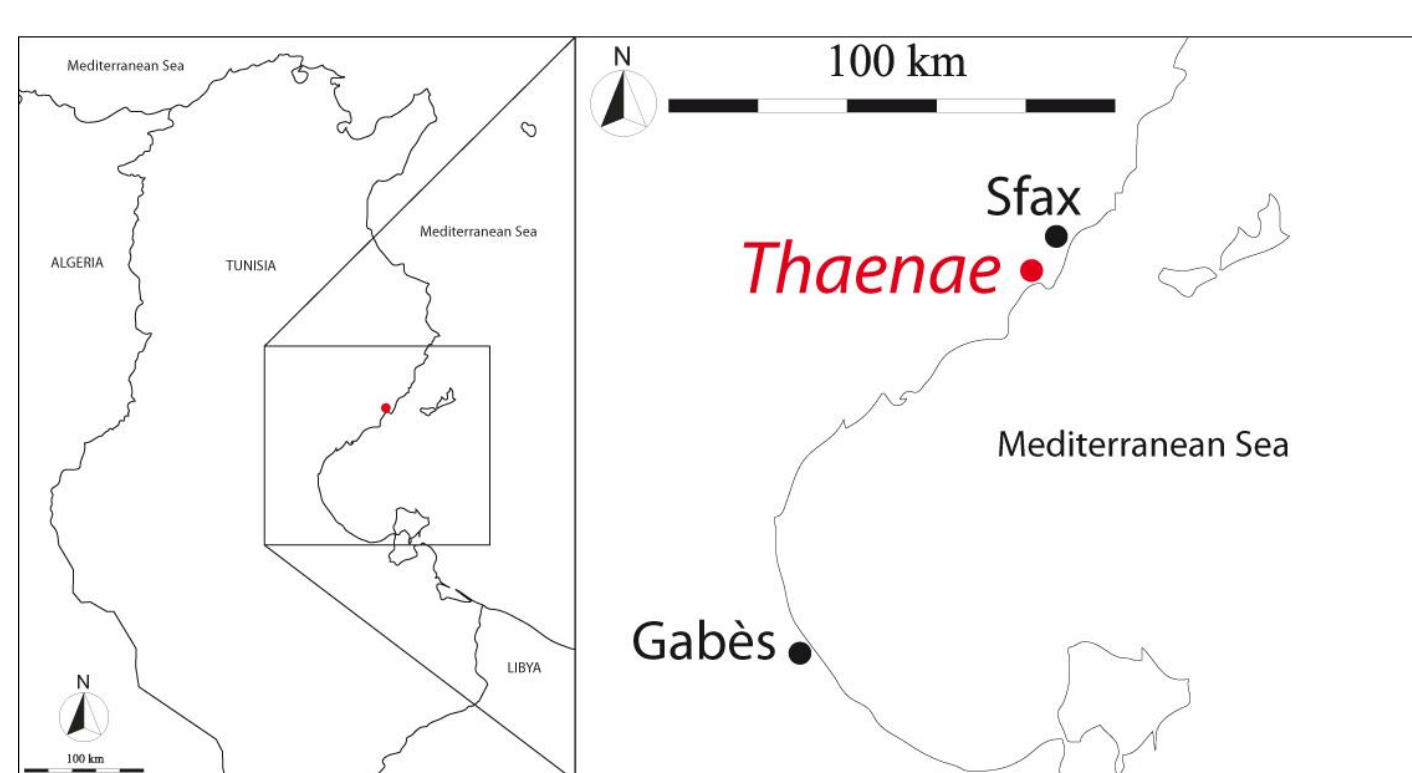 Mediterranean Sea
Mediterranean Sea
ALGERIA
TUNISIA
LIBYA
N
100 km
N
100 km
Sfax
Thaenae
Mediterranean Sea
Gabès